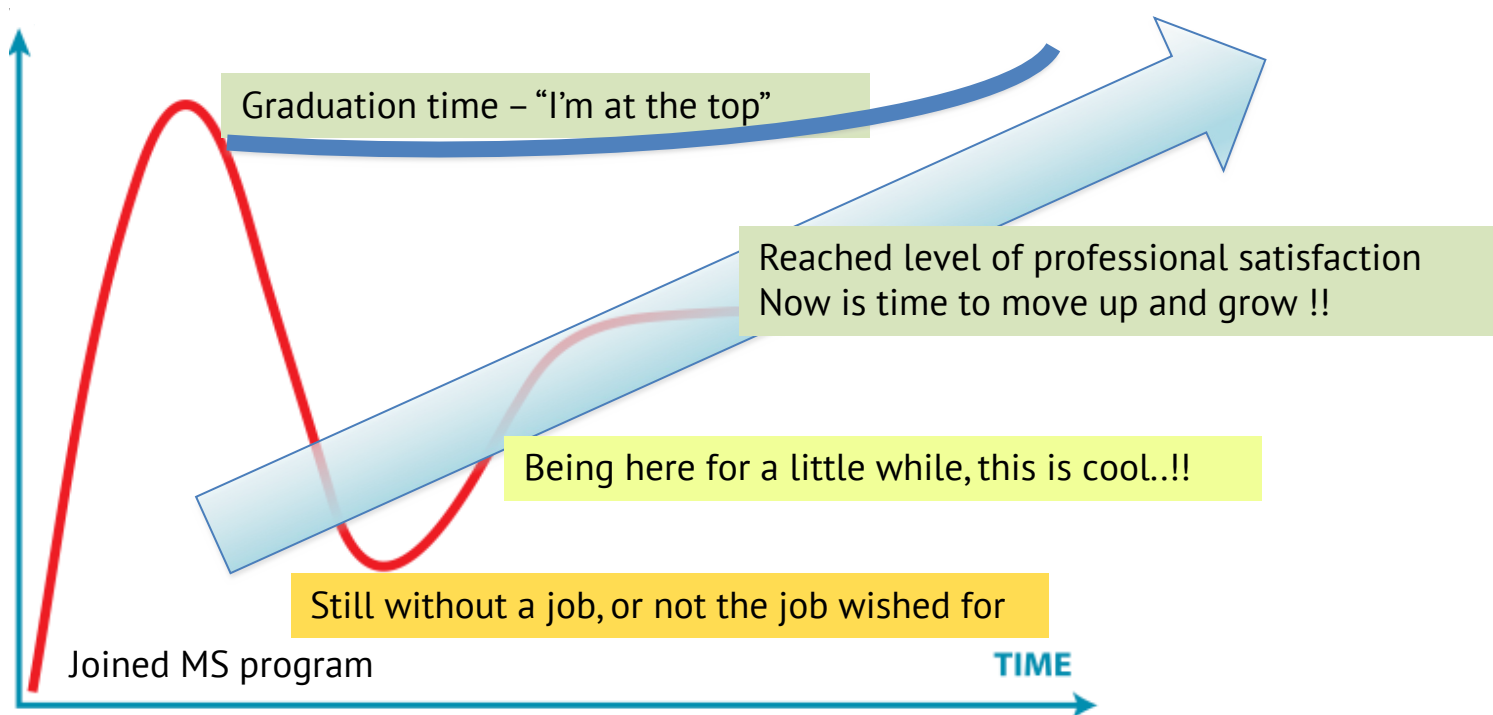 Graduation time – “I’m at the top”
Reached level of professional satisfaction
Now is time to move up and grow !!
Being here for a little while, this is cool..!!
Still without a job, or not the job wished for
Joined MS program
TIME